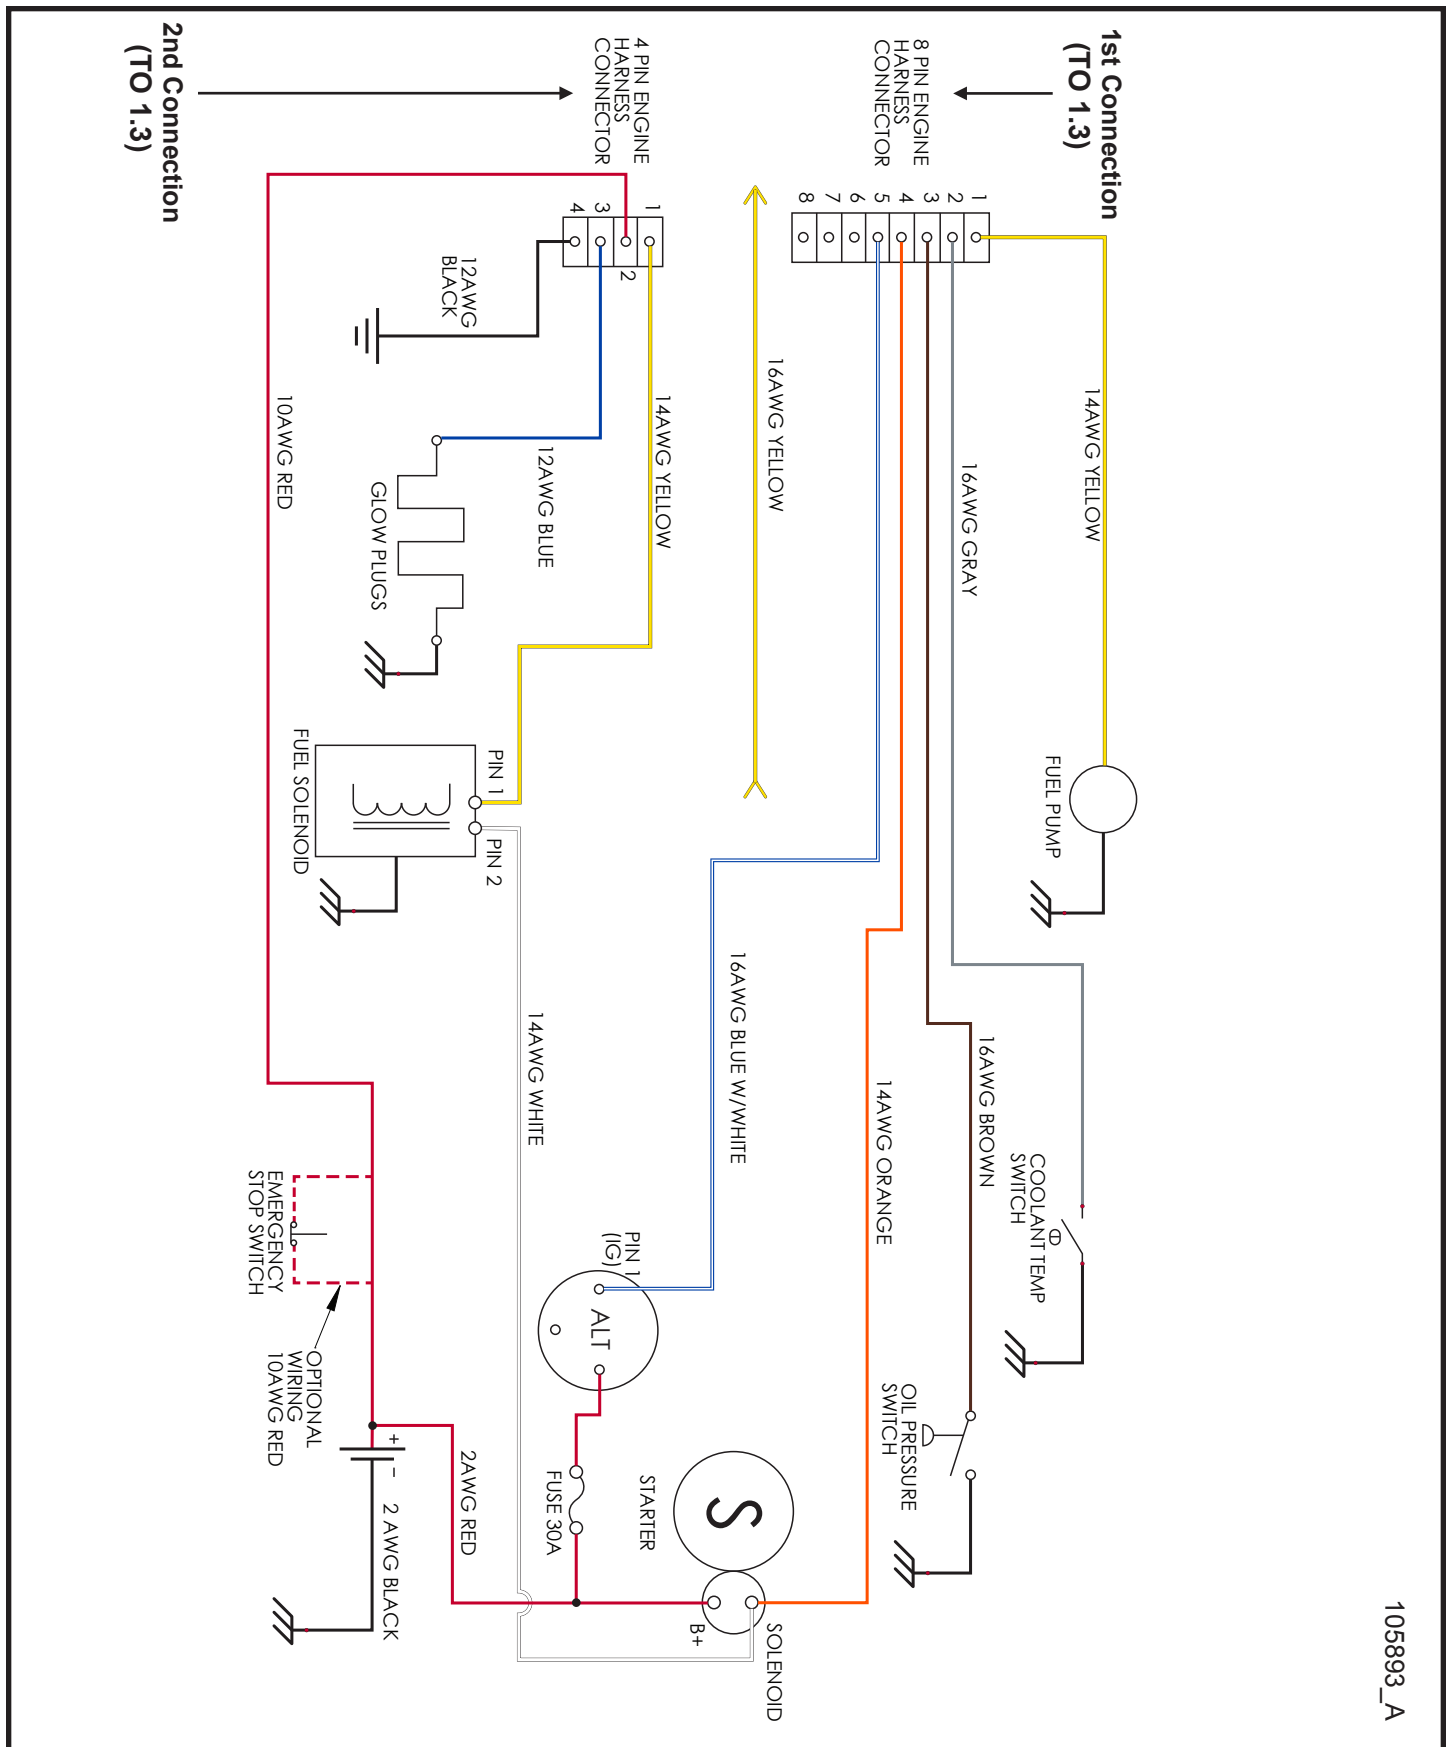 105893_A
1st Connection
(TO 1.3)
8 PIN ENGINE
HARNESS
CONNECTOR
1
2
3
4
5
6
7
8
14AWG YELLOW
FUEL PUMP
16AWG GRAY
COOLANT TEMP
SWITCH
16AWG BROWN
OIL PRESSURE
SWITCH
14AWG ORANGE
SOLENOID
B+
S
STARTER
16AWG BLUE W/WHITE
PIN 1
(IG)
ALT
FUSE 30A
16AWG YELLOW
2nd Connection
(TO 1.3)
4 PIN ENGINE
HARNESS
CONNECTOR
1
2
3
4
14AWG YELLOW
12AWG BLUE
12AWG
BLACK
GLOW PLUGS
10AWG RED
PIN 1
PIN 2
FUEL SOLENOID
14AWG WHITE
EMERGENCY
STOP SWITCH
OPTIONAL
WIRING
10AWG RED
2AWG RED
+
–
2 AWG BLACK